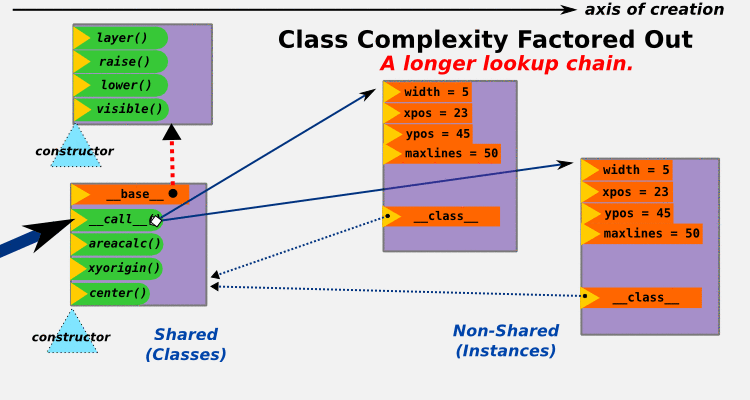 axis of creation
Class Complexity Factored Out
A longer lookup chain.
layer()
raise()
lower()
visible()
constructor
__base__
__call__()
areacalc()
xyorigin()
center()
constructor
Shared
(Classes)
width = 5
xpos = 23
ypos = 45
maxlines = 50
__class__
Non-Shared
(Instances)
width = 5
xpos = 23
ypos = 45
maxlines = 50
__class__